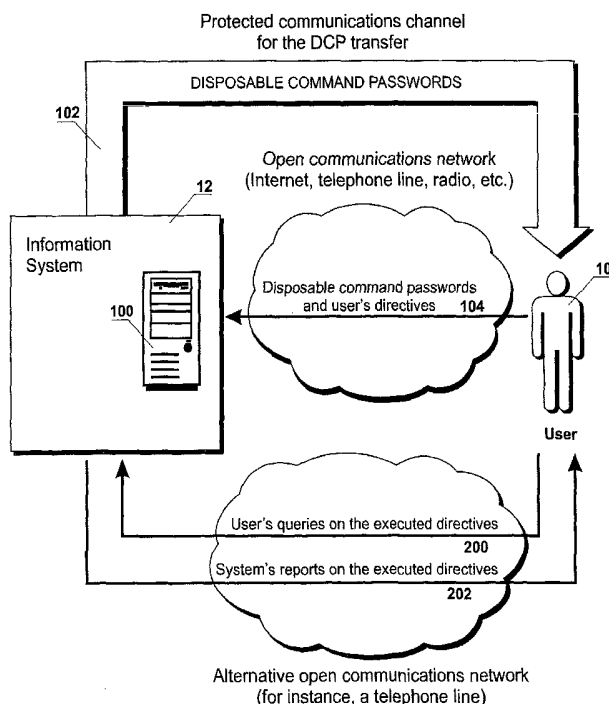 Protected communications channel
for the DCP transfer
DISPOSABLE COMMAND PASSWORDS
102
Open communications network
(Internet, telephone line, radio, etc.)
12
Information
System
100
Disposable command passwords
and user's directives 104
10
User
User's queries on the executed directives
200
System's reports on the executed directives
202
Alternative open communications network
(for instance, a telephone line)